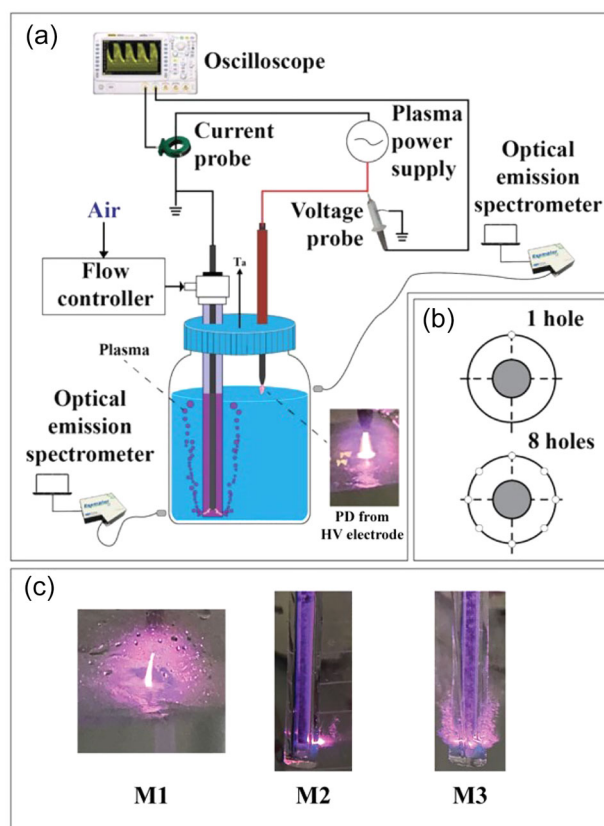 (a)
Oscilloscope
Current
probe
Plasma
power
supply
Optical
emission
spectrometer
Air
Voltage
probe
Flow
controller
Ta
Plasma
Optical
emission
spectrometer
PD from
HV electrode
(b)
1 hole
8 holes
(c)
M1
M2
M3